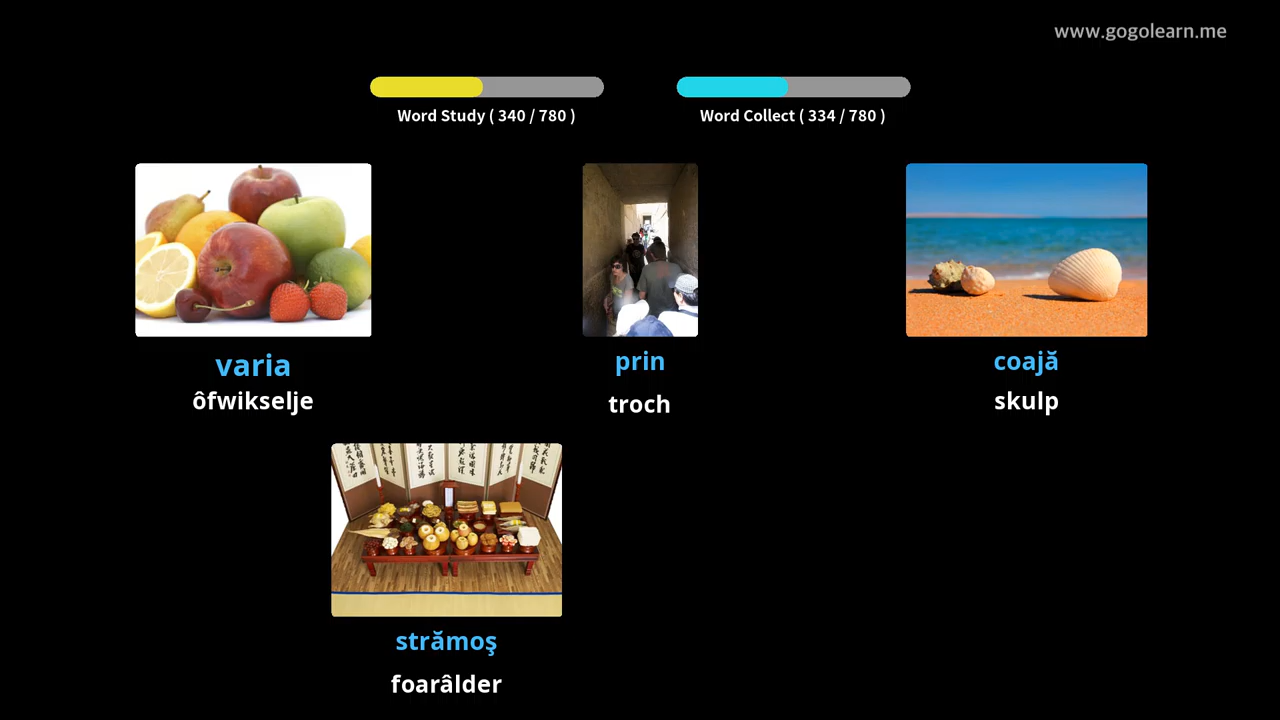 www.gogolearn.me
Word Study ( 340 / 780 )
Word Collect ( 334 / 780 )
varia
ôfwikselje
prin
troch
coajă
skulp
strămoş
foarâlder